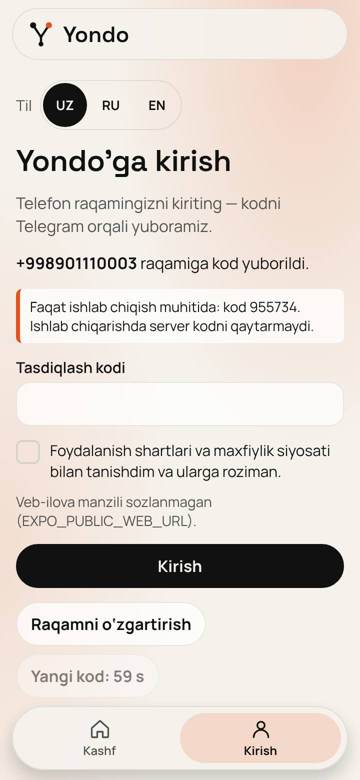 Yondo
Til UZ RU EN
Yondo’ga kirish
Telefon raqamingizni kiriting — kodni
Telegram orqali yuboramiz.
+998901110003 raqamiga kod yuborildi.
Faqat ishlab chiqish muhitida: kod 955734.
Ishlab chiqarishda server kodni qaytarmaydi.
Tasdiqlash kodi
Foydalanish shartlari va maxfiylik siyosati
bilan tanishdim va ularga roziman.
Veb-ilova manzili sozlanmagan
(EXPO_PUBLIC_WEB_URL).
Kirish
Raqamni o‘zgartirish
Yangi kod: 59 s
Kashf
Kirish